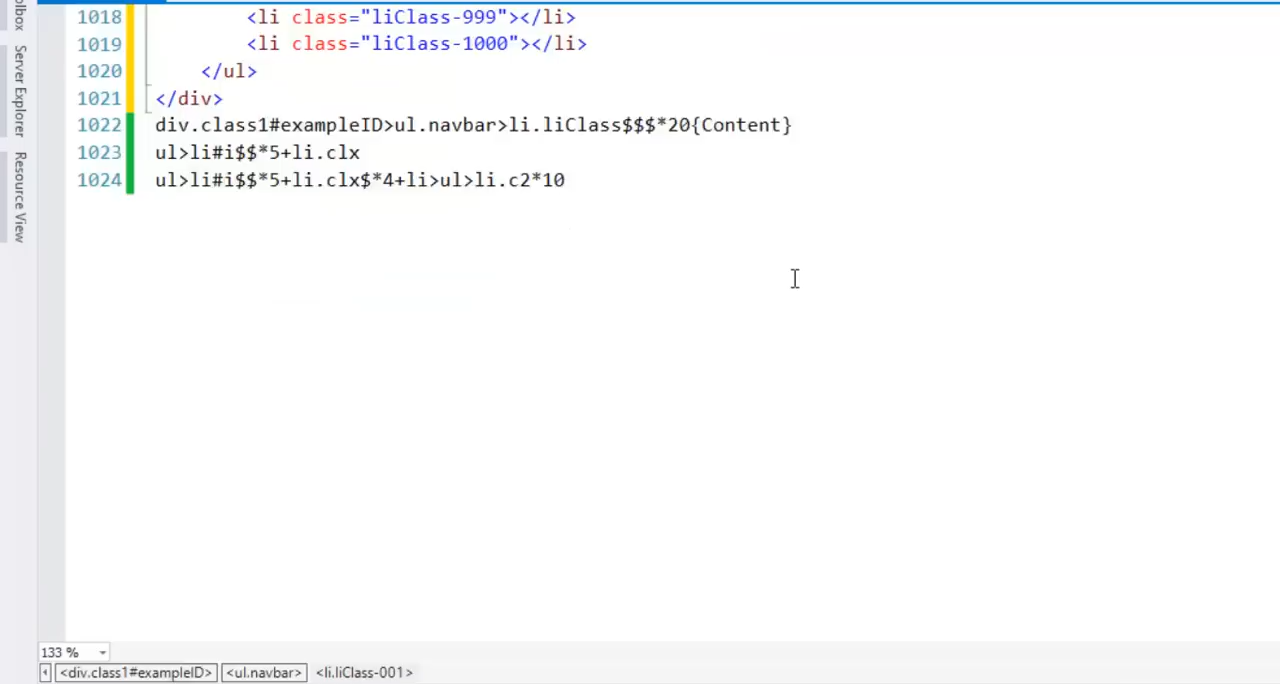 olbox
Server Explorer
Resource View
1018 <li class="liClass-999"></li>
1019 <li class="liClass-1000"></li>
1020 </ul>
1021 </div>
1022 div.class1#exampleID>ul.navbar>li.liClass$$$*20{Content}
1023 ul>li#i$$*5+li.clx
1024 ul>li#i$$*5+li.clx$*4+li>ul>li.c2*10
133 %
<div.class1#exampleID> <ul.navbar> <li.liClass-001>